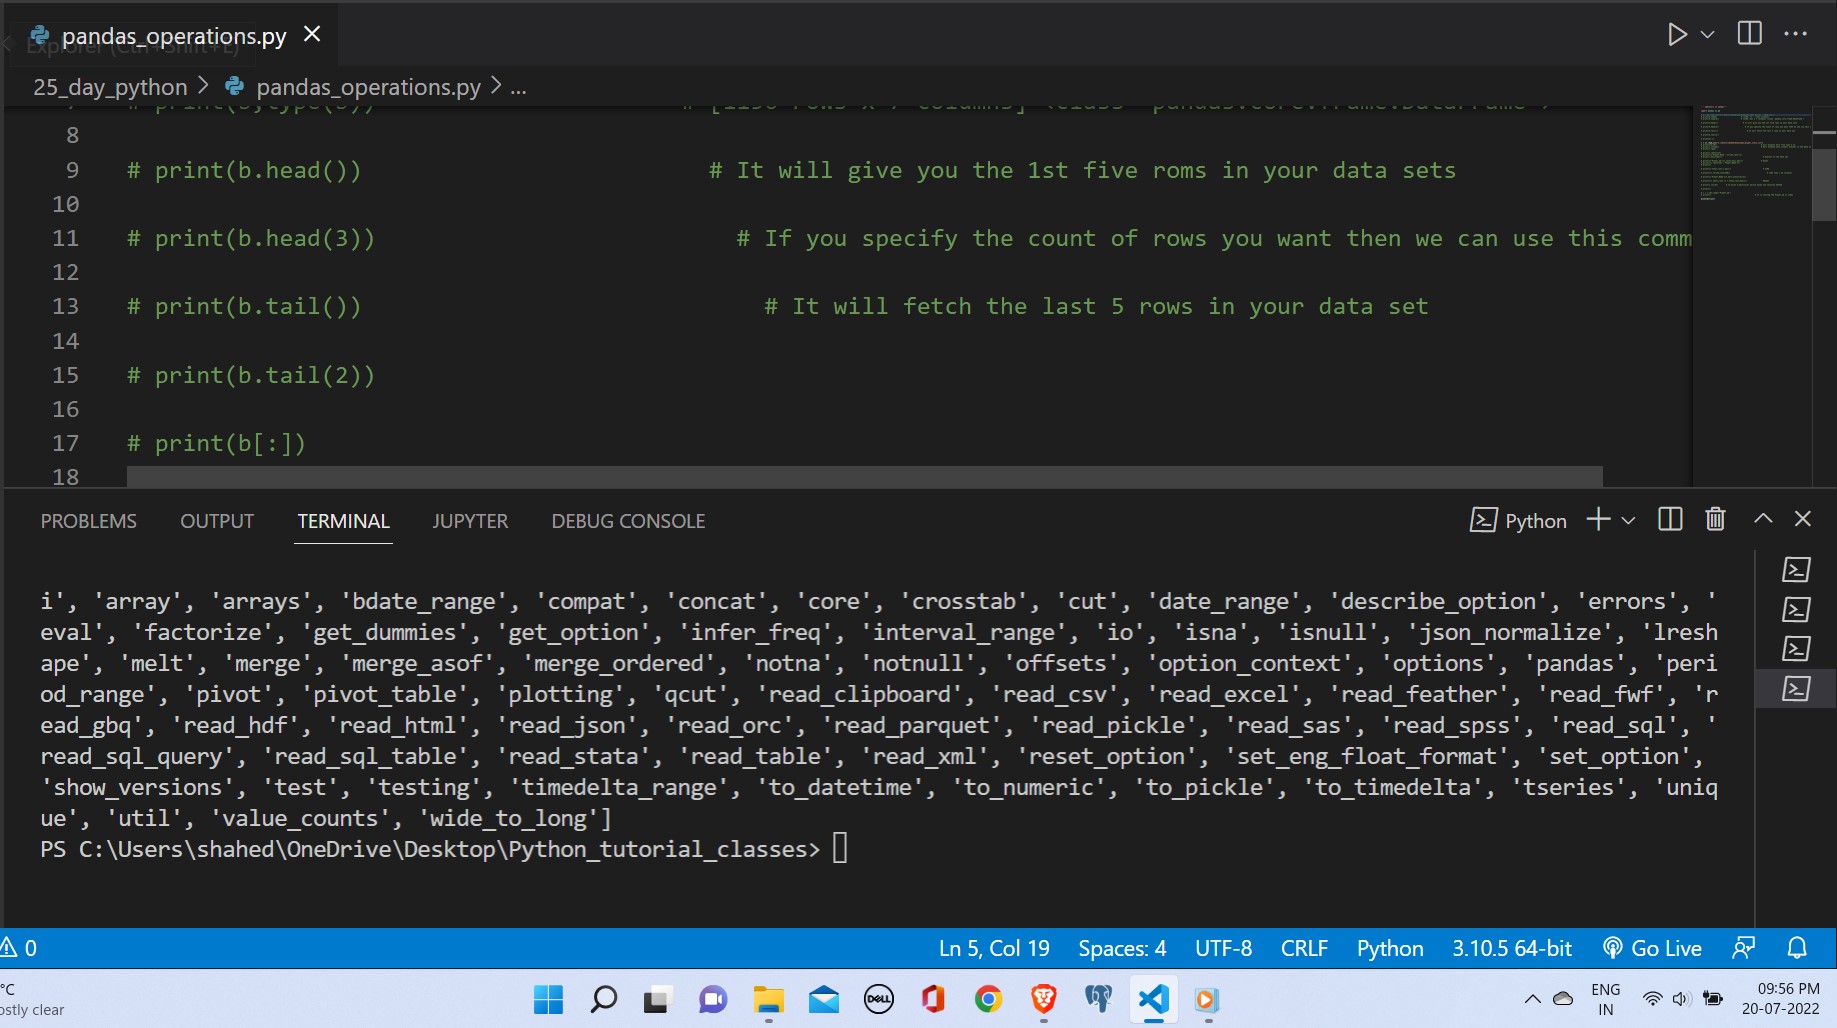 pandas_operations.py
Explorer (Ctrl+Shift+E)
25_day_python > pandas_operations.py > ...
8
9 # print(b.head()) # It will give you the 1st five roms in your data sets
10
11 # print(b.head(3)) # If you specify the count of rows you want then we can use this comm
12
13 # print(b.tail()) # It will fetch the last 5 rows in your data set
14
15 # print(b.tail(2))
16
17 # print(b[:])
18
PROBLEMS OUTPUT TERMINAL JUPYTER DEBUG CONSOLE Python
i', 'array', 'arrays', 'bdate_range', 'compat', 'concat', 'core', 'crosstab', 'cut', 'date_range', 'describe_option', 'errors', '
eval', 'factorize', 'get_dummies', 'get_option', 'infer_freq', 'interval_range', 'io', 'isna', 'isnull', 'json_normalize', 'lresh
ape', 'melt', 'merge', 'merge_asof', 'merge_ordered', 'notna', 'notnull', 'offsets', 'option_context', 'options', 'pandas', 'peri
od_range', 'pivot', 'pivot_table', 'plotting', 'qcut', 'read_clipboard', 'read_csv', 'read_excel', 'read_feather', 'read_fwf', 'r
ead_gbq', 'read_hdf', 'read_html', 'read_json', 'read_orc', 'read_parquet', 'read_pickle', 'read_sas', 'read_spss', 'read_sql', '
read_sql_query', 'read_sql_table', 'read_stata', 'read_table', 'read_xml', 'reset_option', 'set_eng_float_format', 'set_option',
'show_versions', 'test', 'testing', 'timedelta_range', 'to_datetime', 'to_numeric', 'to_pickle', 'to_timedelta', 'tseries', 'uniq
ue', 'util', 'value_counts', 'wide_to_long']
PS C:\Users\shahed\OneDrive\Desktop\Python_tutorial_classes>
0 Ln 5, Col 19 Spaces: 4 UTF-8 CRLF Python 3.10.5 64-bit Go Live
°C
ostly clear
DELL
ENG
IN
09:56 PM
20-07-2022